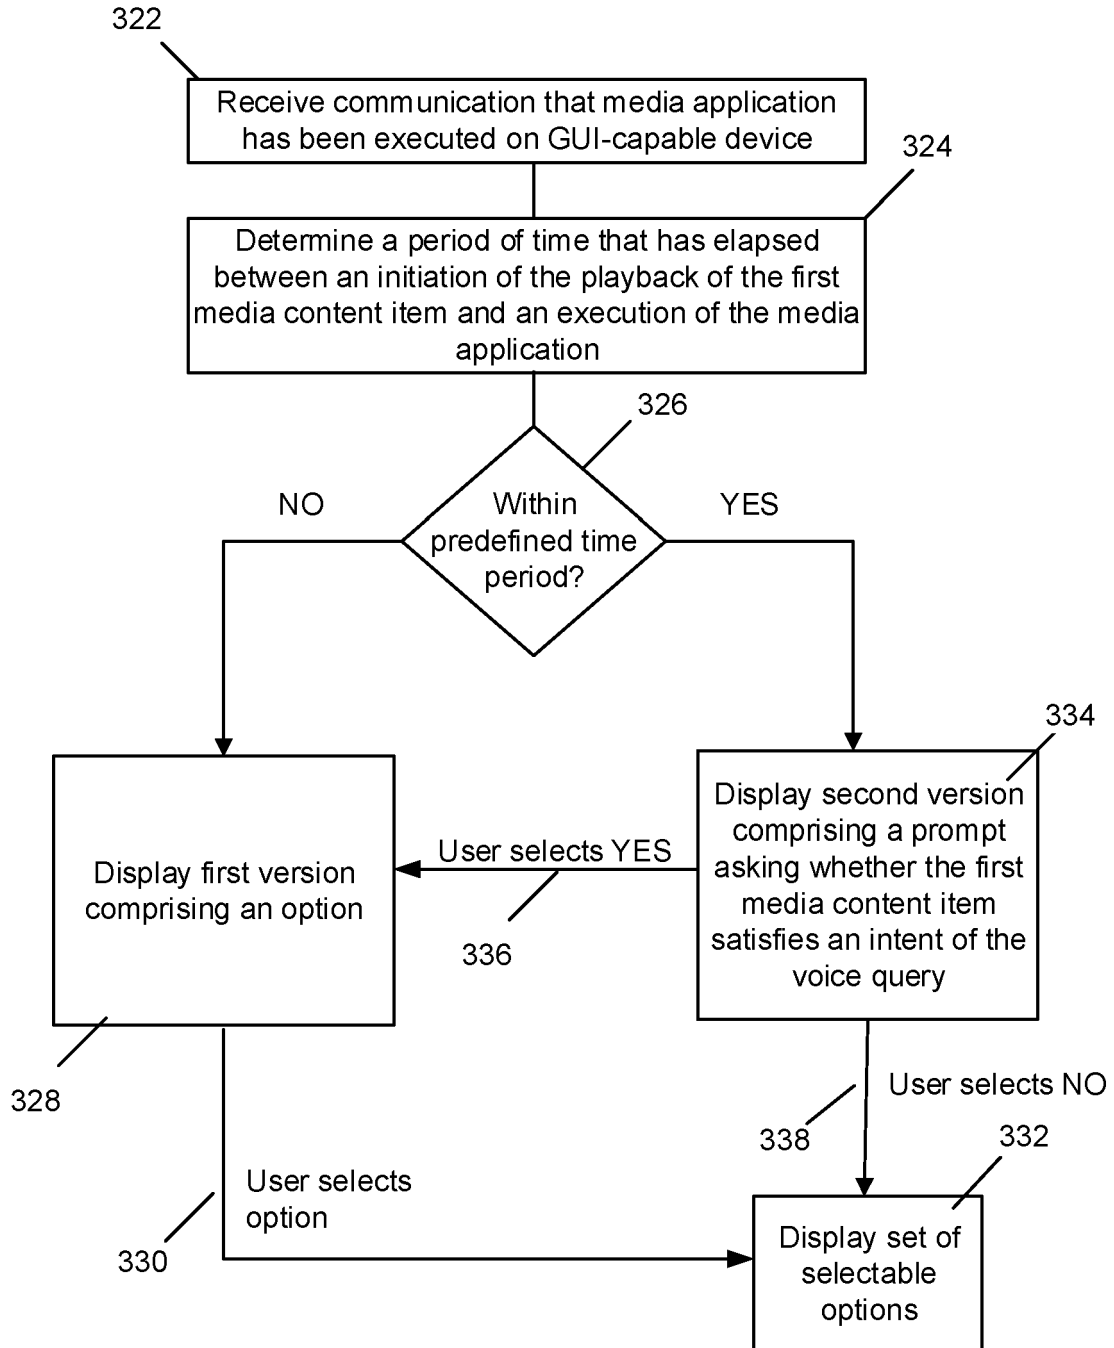 322
Receive communication that media application
has been executed on GUI-capable device
324
Determine a period of time that has elapsed
between an initiation of the playback of the first
media content item and an execution of the media
application
326
NO
Within
predefined time
period?
YES
334
Display second version
comprising a prompt
asking whether the first
media content item
satisfies an intent of the
voice query
User selects YES
336
Display first version
comprising an option
328
User selects NO
338
332
User selects
option
330
Display set of
selectable
options